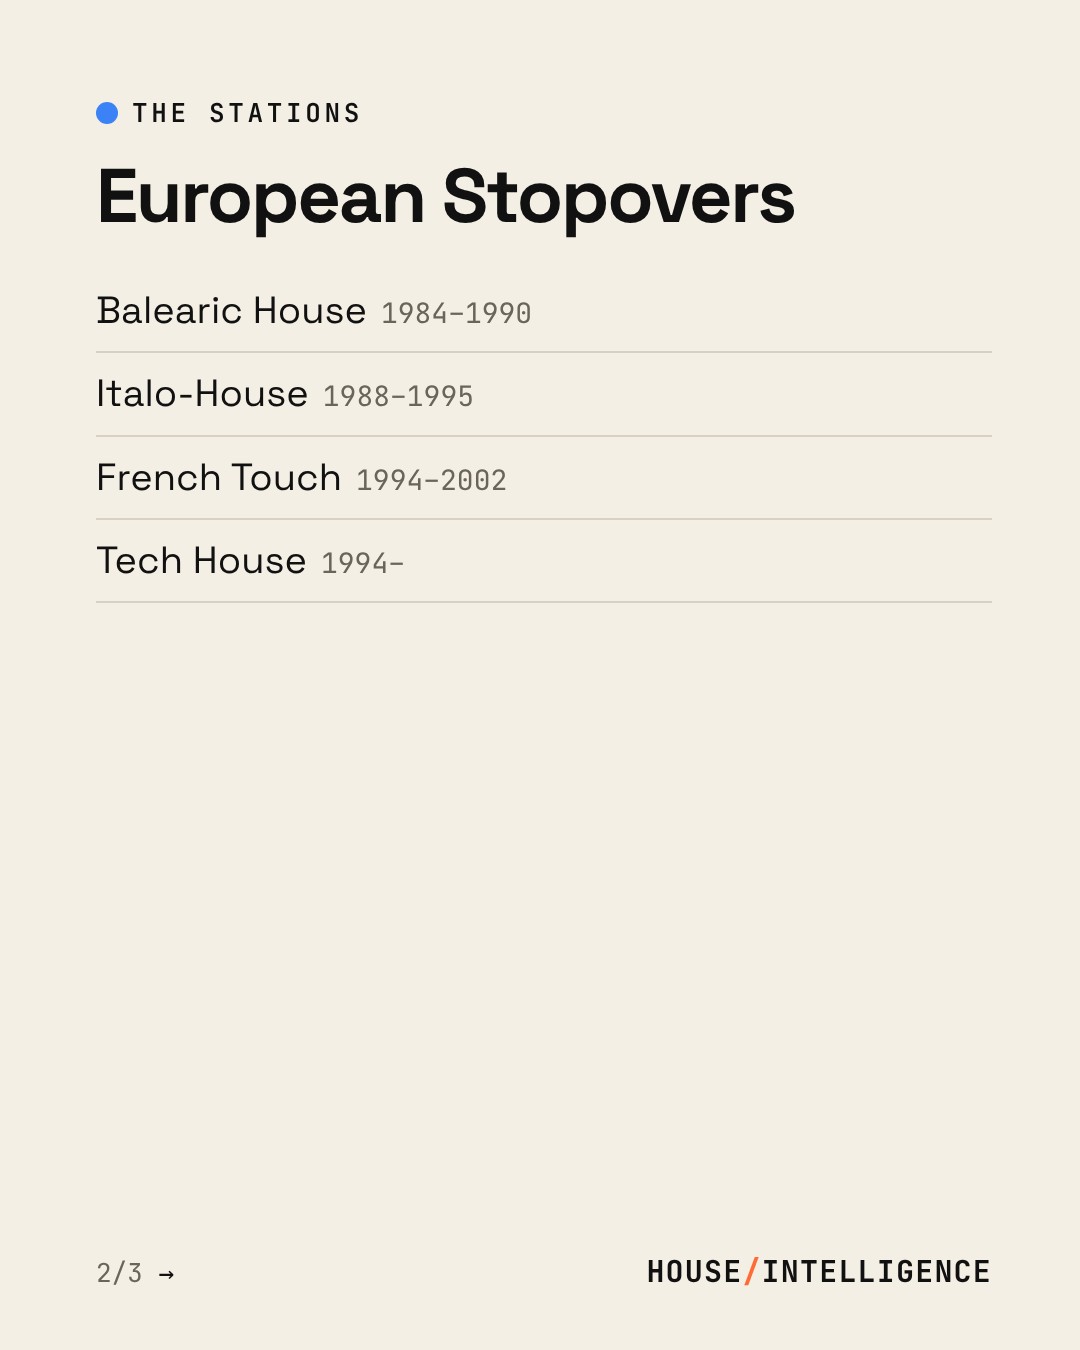 THE STATIONS
European Stopovers
Balearic House 1984–1990
Italo-House 1988–1995
French Touch 1994–2002
Tech House 1994–
2/3 →
HOUSE/INTELLIGENCE